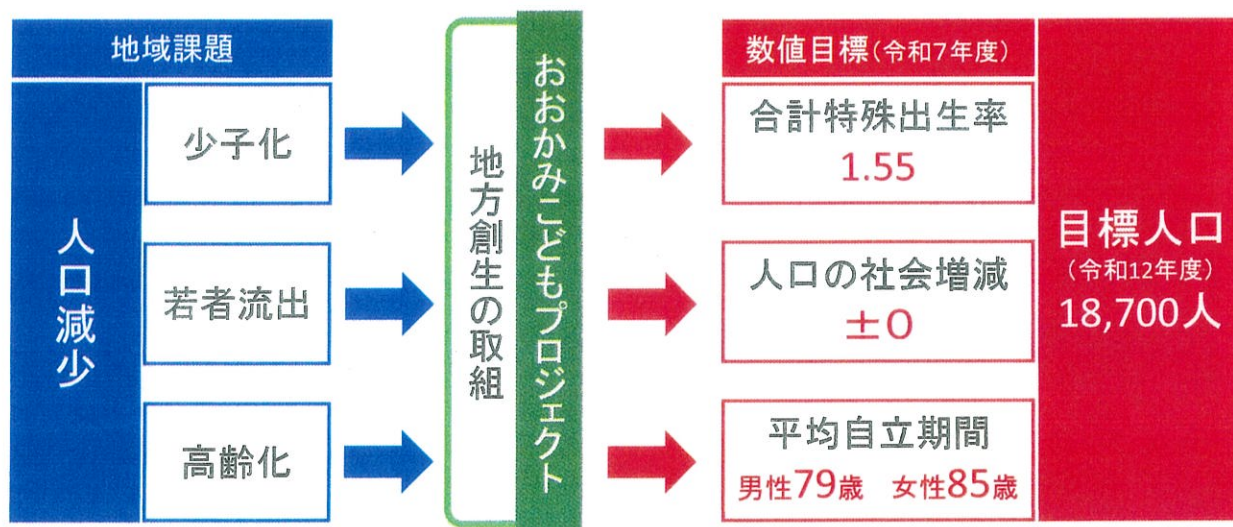 地域課題
人口減少
少子化
若者流出
高齢化
地方創生の取組
おおかみこどもプロジェクト
数値目標(令和7年度)
合計特殊出生率
1.55
人口の社会増減
±0
平均自立期間
男性79歳 女性85歳
目標人口
(令和12年度)
18,700人